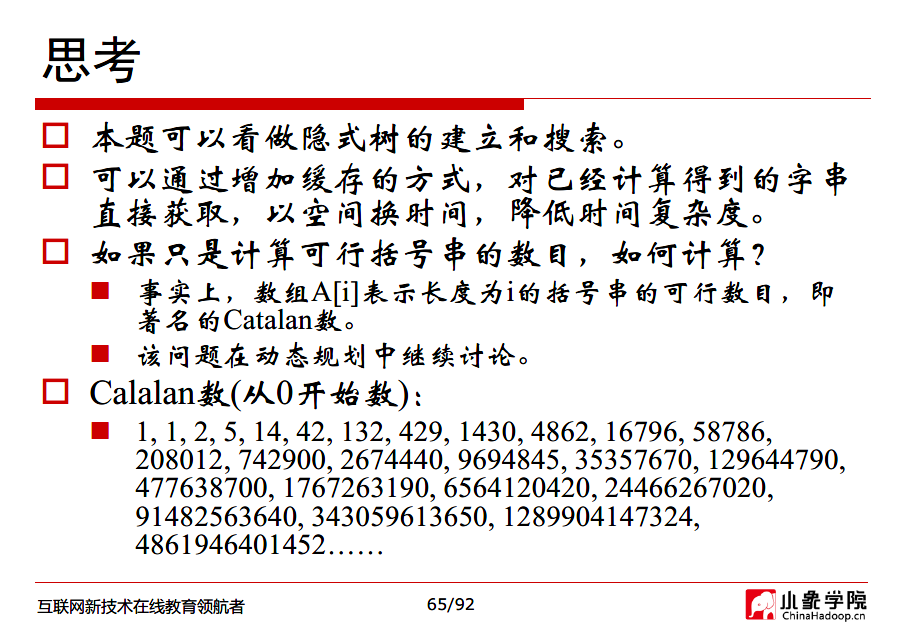 思考
本题可以看做隐式树的建立和搜索。
可以通过增加缓存的方式，对已经计算得到的字串
直接获取，以空间换时间，降低时间复杂度。
如果只是计算可行括号串的数目，如何计算？
事实上，数组A[i]表示长度为i的括号串的可行数目，即
著名的Catalan数。
该问题在动态规划中继续讨论。
Calalan数(从0开始数)：
1, 1, 2, 5, 14, 42, 132, 429, 1430, 4862, 16796, 58786,
208012, 742900, 2674440, 9694845, 35357670, 129644790,
477638700, 1767263190, 6564120420, 24466267020,
91482563640, 343059613650, 1289904147324,
4861946401452……
互联网新技术在线教育领航者
65/92
小象学院
ChinaHadoop.cn